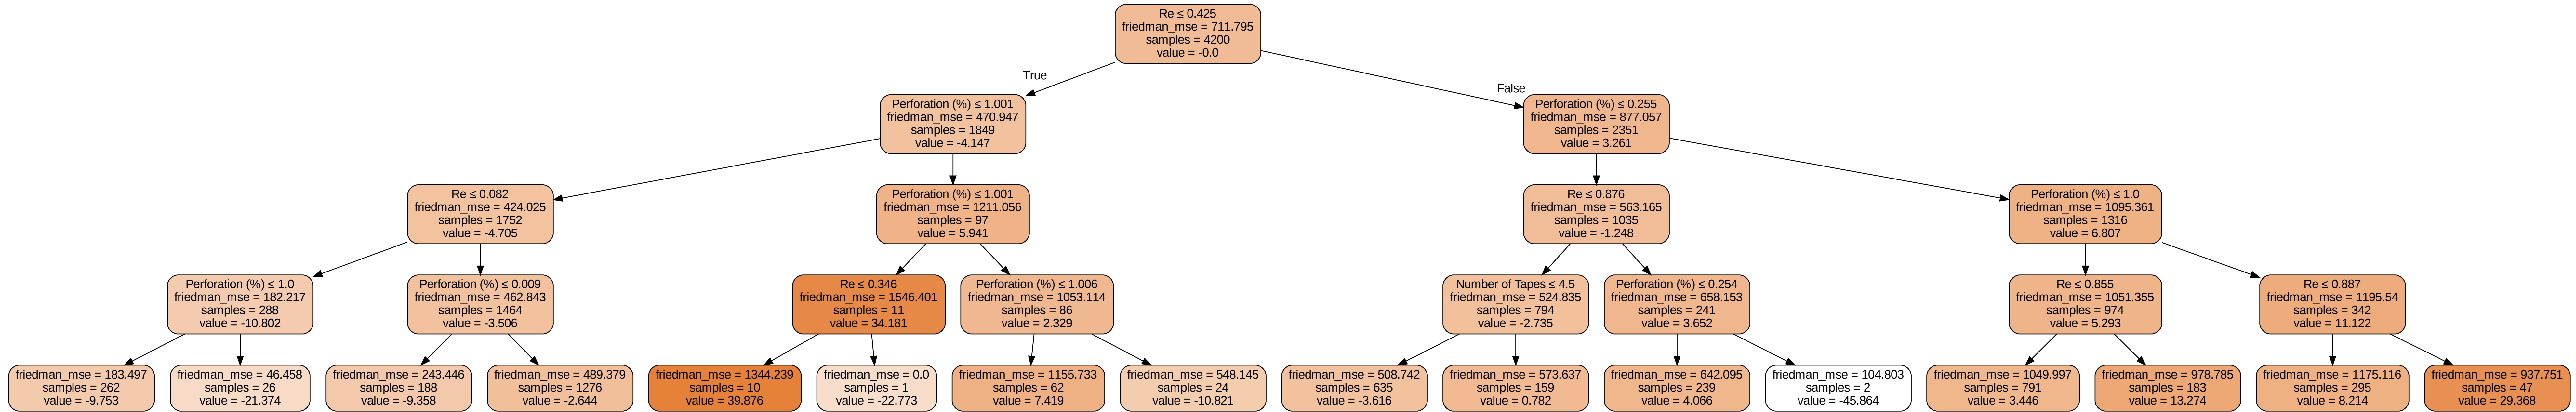 Re ≤ 0.425
friedman_mse = 711.795
samples = 4200
value = -0.0
True
False
Perforation (%) ≤ 1.001
friedman_mse = 470.947
samples = 1849
value = -4.147
Perforation (%) ≤ 0.255
friedman_mse = 877.057
samples = 2351
value = 3.261
Re ≤ 0.082
friedman_mse = 424.025
samples = 1752
value = -4.705
Perforation (%) ≤ 1.001
friedman_mse = 1211.056
samples = 97
value = 5.941
Re ≤ 0.876
friedman_mse = 563.165
samples = 1035
value = -1.248
Perforation (%) ≤ 1.0
friedman_mse = 1095.361
samples = 1316
value = 6.807
Perforation (%) ≤ 1.0
friedman_mse = 182.217
samples = 288
value = -10.802
Perforation (%) ≤ 0.009
friedman_mse = 462.843
samples = 1464
value = -3.506
Re ≤ 0.346
friedman_mse = 1546.401
samples = 11
value = 34.181
Perforation (%) ≤ 1.006
friedman_mse = 1053.114
samples = 86
value = 2.329
Number of Tapes ≤ 4.5
friedman_mse = 524.835
samples = 794
value = -2.735
Perforation (%) ≤ 0.254
friedman_mse = 658.153
samples = 241
value = 3.652
Re ≤ 0.855
friedman_mse = 1051.355
samples = 974
value = 5.293
Re ≤ 0.887
friedman_mse = 1195.54
samples = 342
value = 11.122
friedman_mse = 183.497
samples = 262
value = -9.753
friedman_mse = 46.458
samples = 26
value = -21.374
friedman_mse = 243.446
samples = 188
value = -9.358
friedman_mse = 489.379
samples = 1276
value = -2.644
friedman_mse = 1344.239
samples = 10
value = 39.876
friedman_mse = 0.0
samples = 1
value = -22.773
friedman_mse = 1155.733
samples = 62
value = 7.419
friedman_mse = 548.145
samples = 24
value = -10.821
friedman_mse = 508.742
samples = 635
value = -3.616
friedman_mse = 573.637
samples = 159
value = 0.782
friedman_mse = 642.095
samples = 239
value = 4.066
friedman_mse = 104.803
samples = 2
value = -45.864
friedman_mse = 1049.997
samples = 791
value = 3.446
friedman_mse = 978.785
samples = 183
value = 13.274
friedman_mse = 1175.116
samples = 295
value = 8.214
friedman_mse = 937.751
samples = 47
value = 29.368